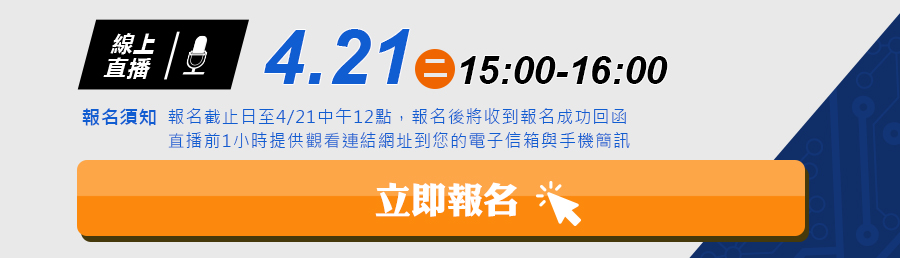 線上
直播
4.21 二 15:00-16:00
報名須知 報名截止日至4/21中午12點，報名後將收到報名成功回函
直播前1小時提供觀看連結網址到您的電子信箱與手機簡訊
立即報名